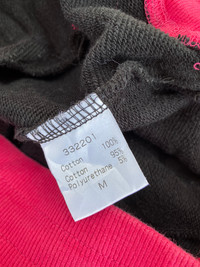 332201
Cotton 100%
Cotton 95%
Polyurethane 5%
M